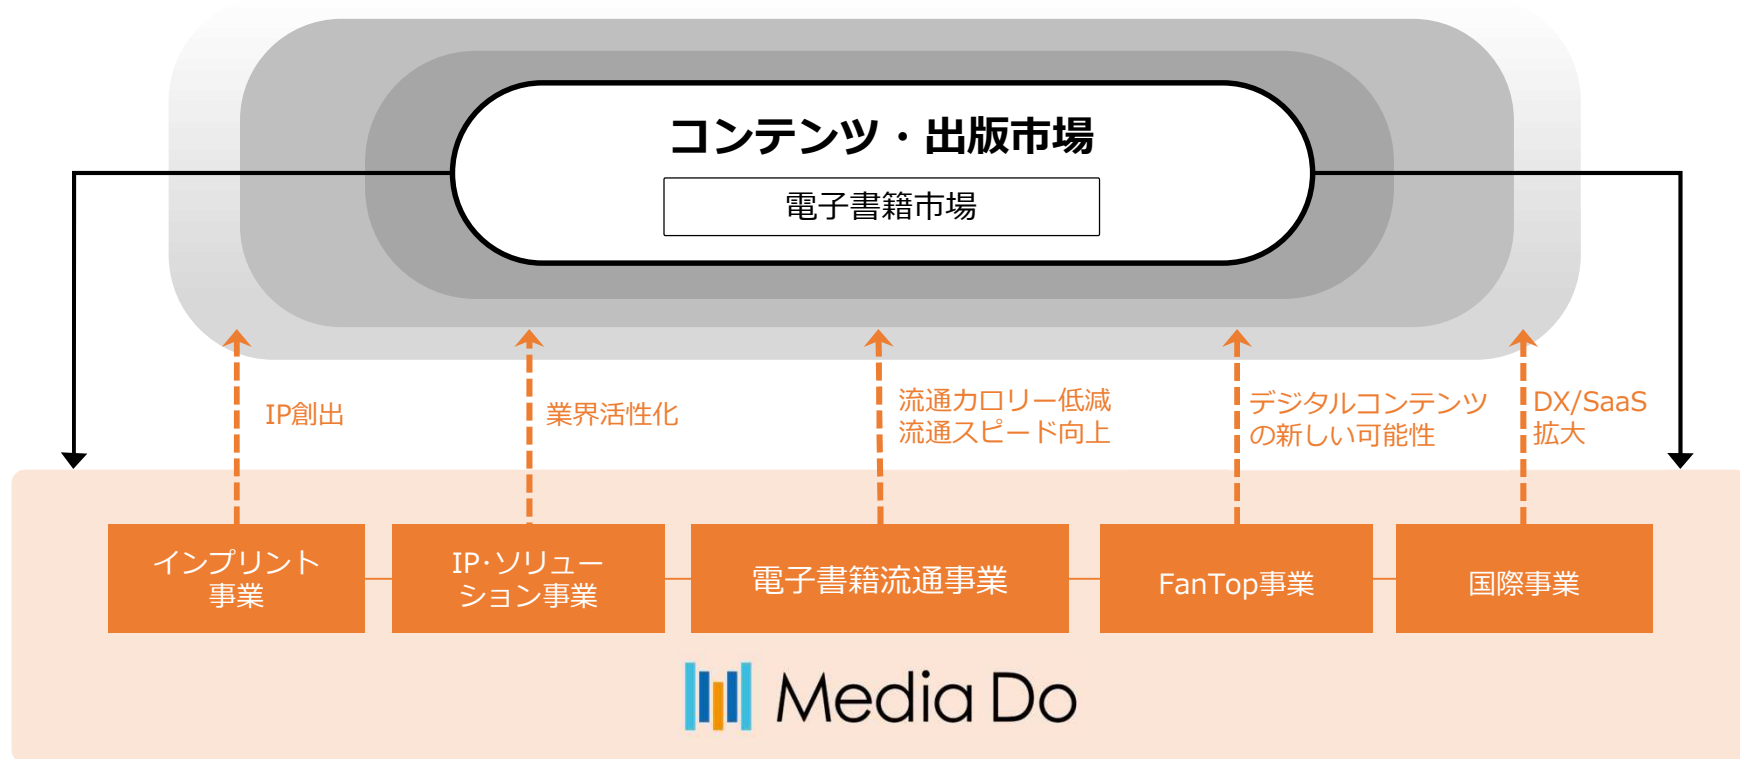 コンテンツ・出版市場
電子書籍市場
IP創出
業界活性化
流通カロリー低減
流通スピード向上
デジタルコンテンツ
の新しい可能性
DX/SaaS
拡大
インプリント
事業
IP･ソリュー
ション事業
電子書籍流通事業
FanTop事業
国際事業
Media Do